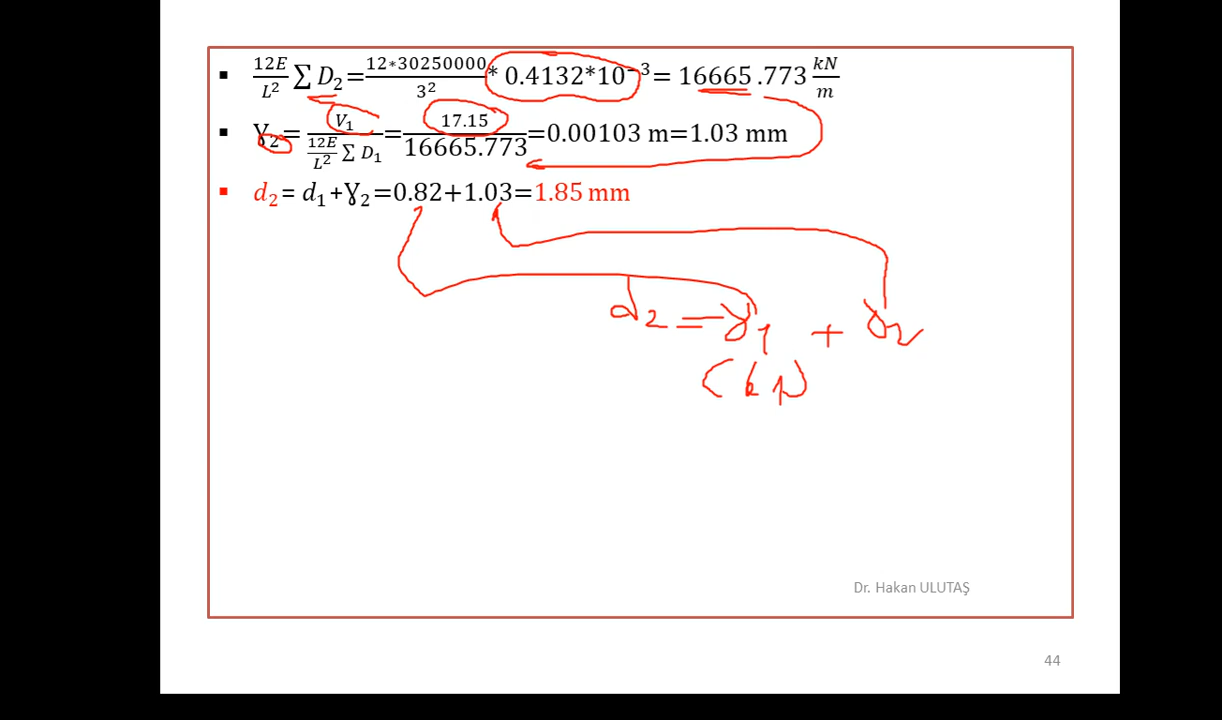 ▪ 12E/L² ∑ D₂=12*30250000/3² * 0.4132*10⁻³= 16665 .773 kN/m
▪ Ɣ₂= V₁/(12E/L² ∑ D₁)=17.15/16665.773=0.00103 m=1.03 mm
▪ d₂= d₁+Ɣ₂=0.82+1.03=1.85 mm
d₂ = Ɣ₁ + Ɣ₂
Dr. Hakan ULUTAŞ
44